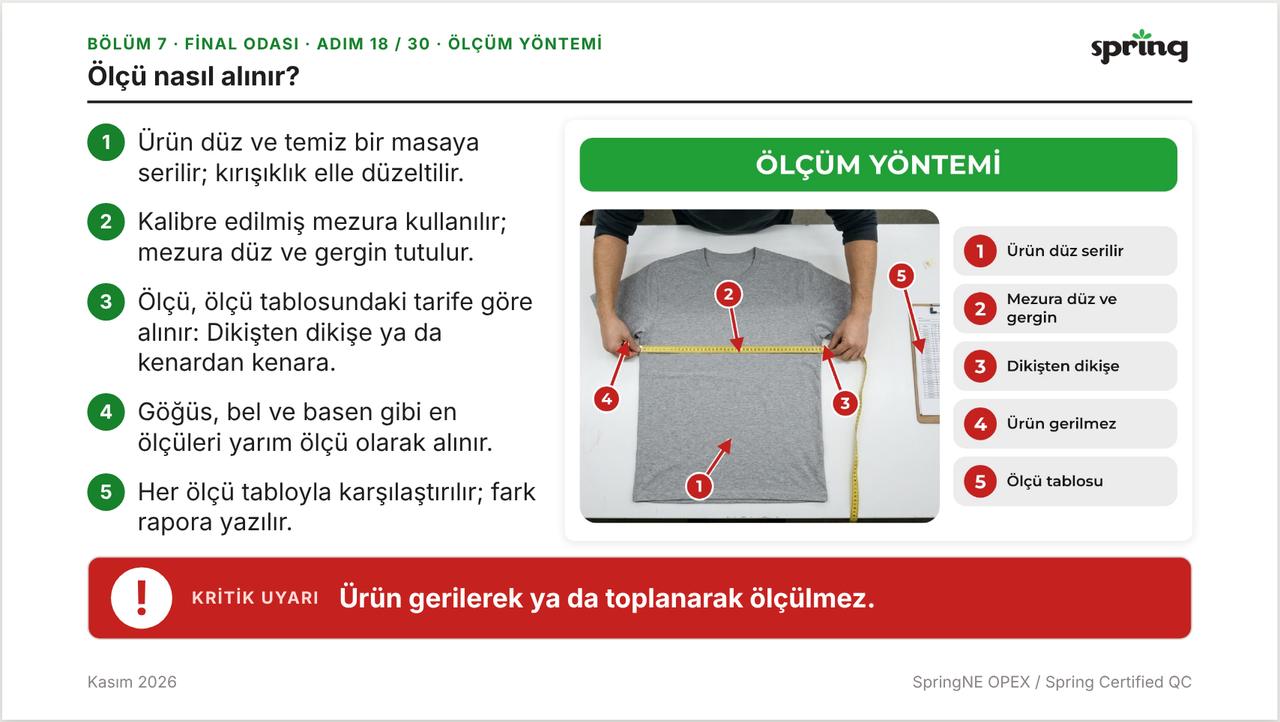 BÖLÜM 7 · FİNAL ODASI · ADIM 18 / 30 · ÖLÇÜM YÖNTEMİ
spring
Ölçü nasıl alınır?
1 Ürün düz ve temiz bir masaya
serilir; kırışıklık elle düzeltilir.
2 Kalibre edilmiş mezura kullanılır;
mezura düz ve gergin tutulur.
3 Ölçü, ölçü tablosundaki tarife göre
alınır: Dikişten dikişe ya da
kenardan kenara.
4 Göğüs, bel ve basen gibi en
ölçüleri yarım ölçü olarak alınır.
5 Her ölçü tabloyla karşılaştırılır; fark
rapora yazılır.
ÖLÇÜM YÖNTEMİ
5
2
4
3
1
1 Ürün düz serilir
2 Mezura düz ve
gergin
3 Dikişten dikişe
4 Ürün gerilmez
5 Ölçü tablosu
! KRİTİK UYARI Ürün gerilerek ya da toplanarak ölçülmez.
Kasım 2026
SpringNE OPEX / Spring Certified QC